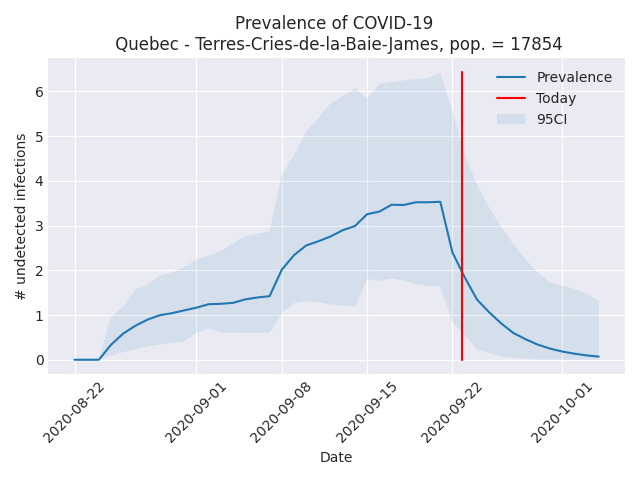 Prevalence of COVID-19
Quebec - Terres-Cries-de-la-Baie-James, pop. = 17854
Prevalence
Today
95CI
# undetected infections
6
5
4
3
2
1
0
2020-08-22
2020-09-01
2020-09-08
2020-09-15
2020-09-22
2020-10-01
Date